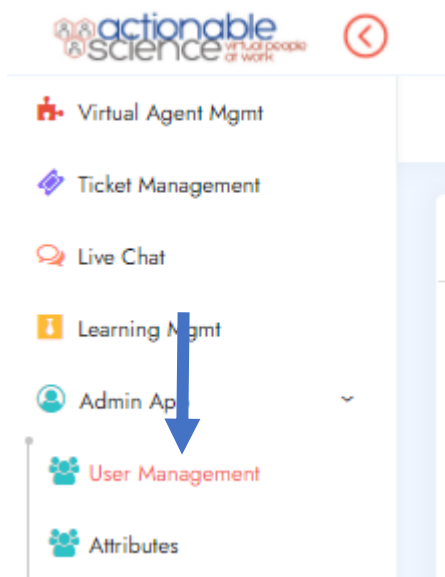 actionable
science virtual people
at work
Virtual Agent Mgmt
Ticket Management
Live Chat
Learning Mgmt
Admin App
User Management
Attributes